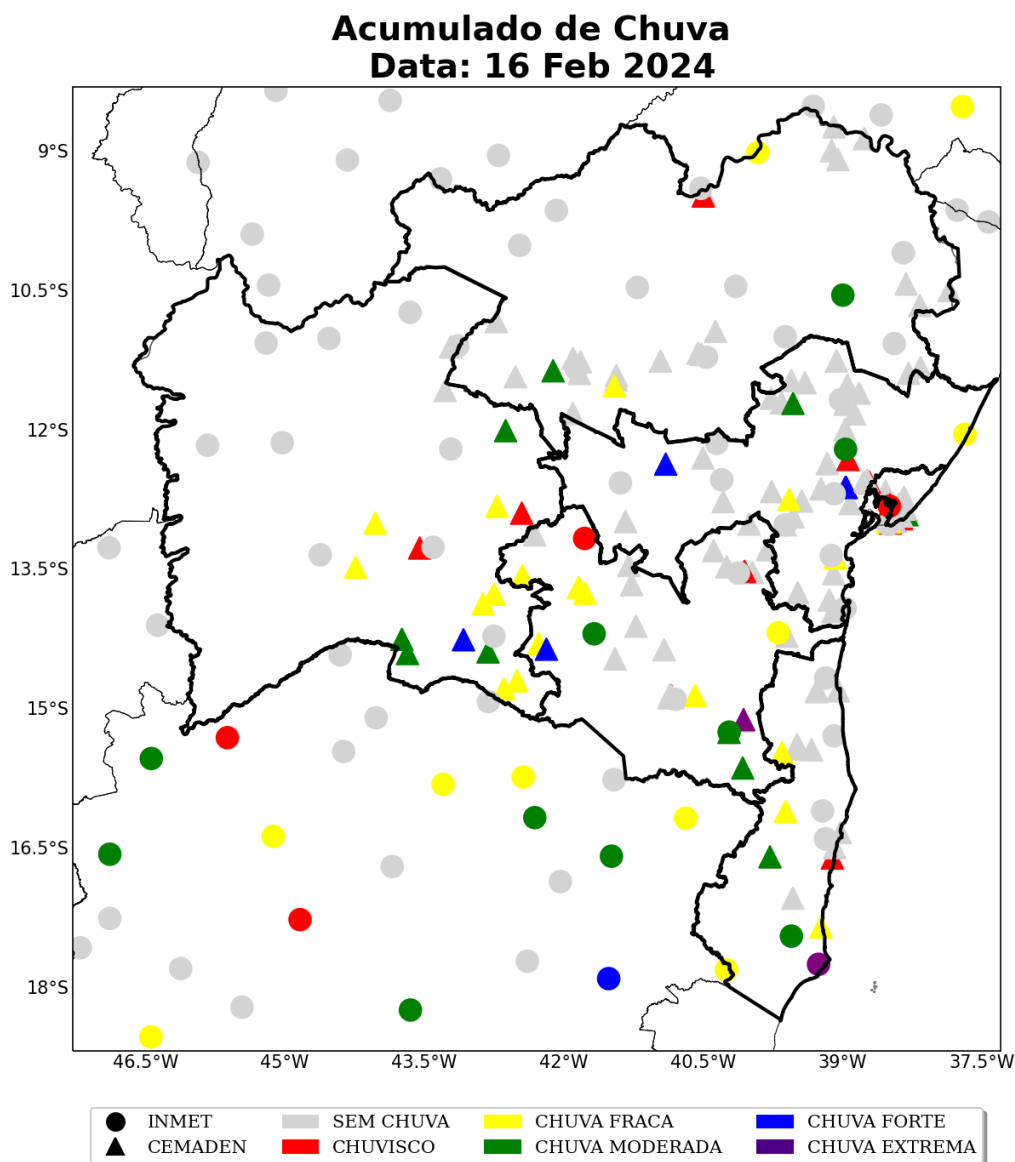 Acumulado de Chuva
Data: 16 Feb 2024
9°S
10.5°S
12°S
13.5°S
15°S
16.5°S
18°S
46.5°W 45°W 43.5°W 42°W 40.5°W 39°W 37.5°W
INMET SEM CHUVA CHUVA FRACA CHUVA FORTE
CEMADEN CHUVISCO CHUVA MODERADA CHUVA EXTREMA